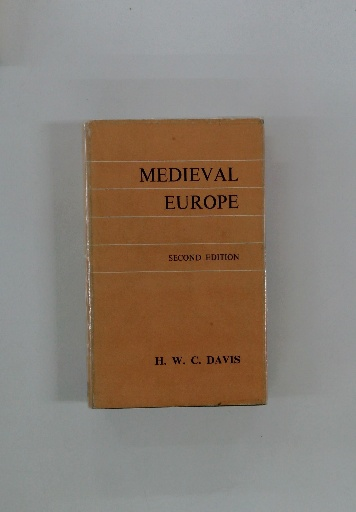 MEDIEVAL
EUROPE
SECOND EDITION
H. W. C. DAVIS